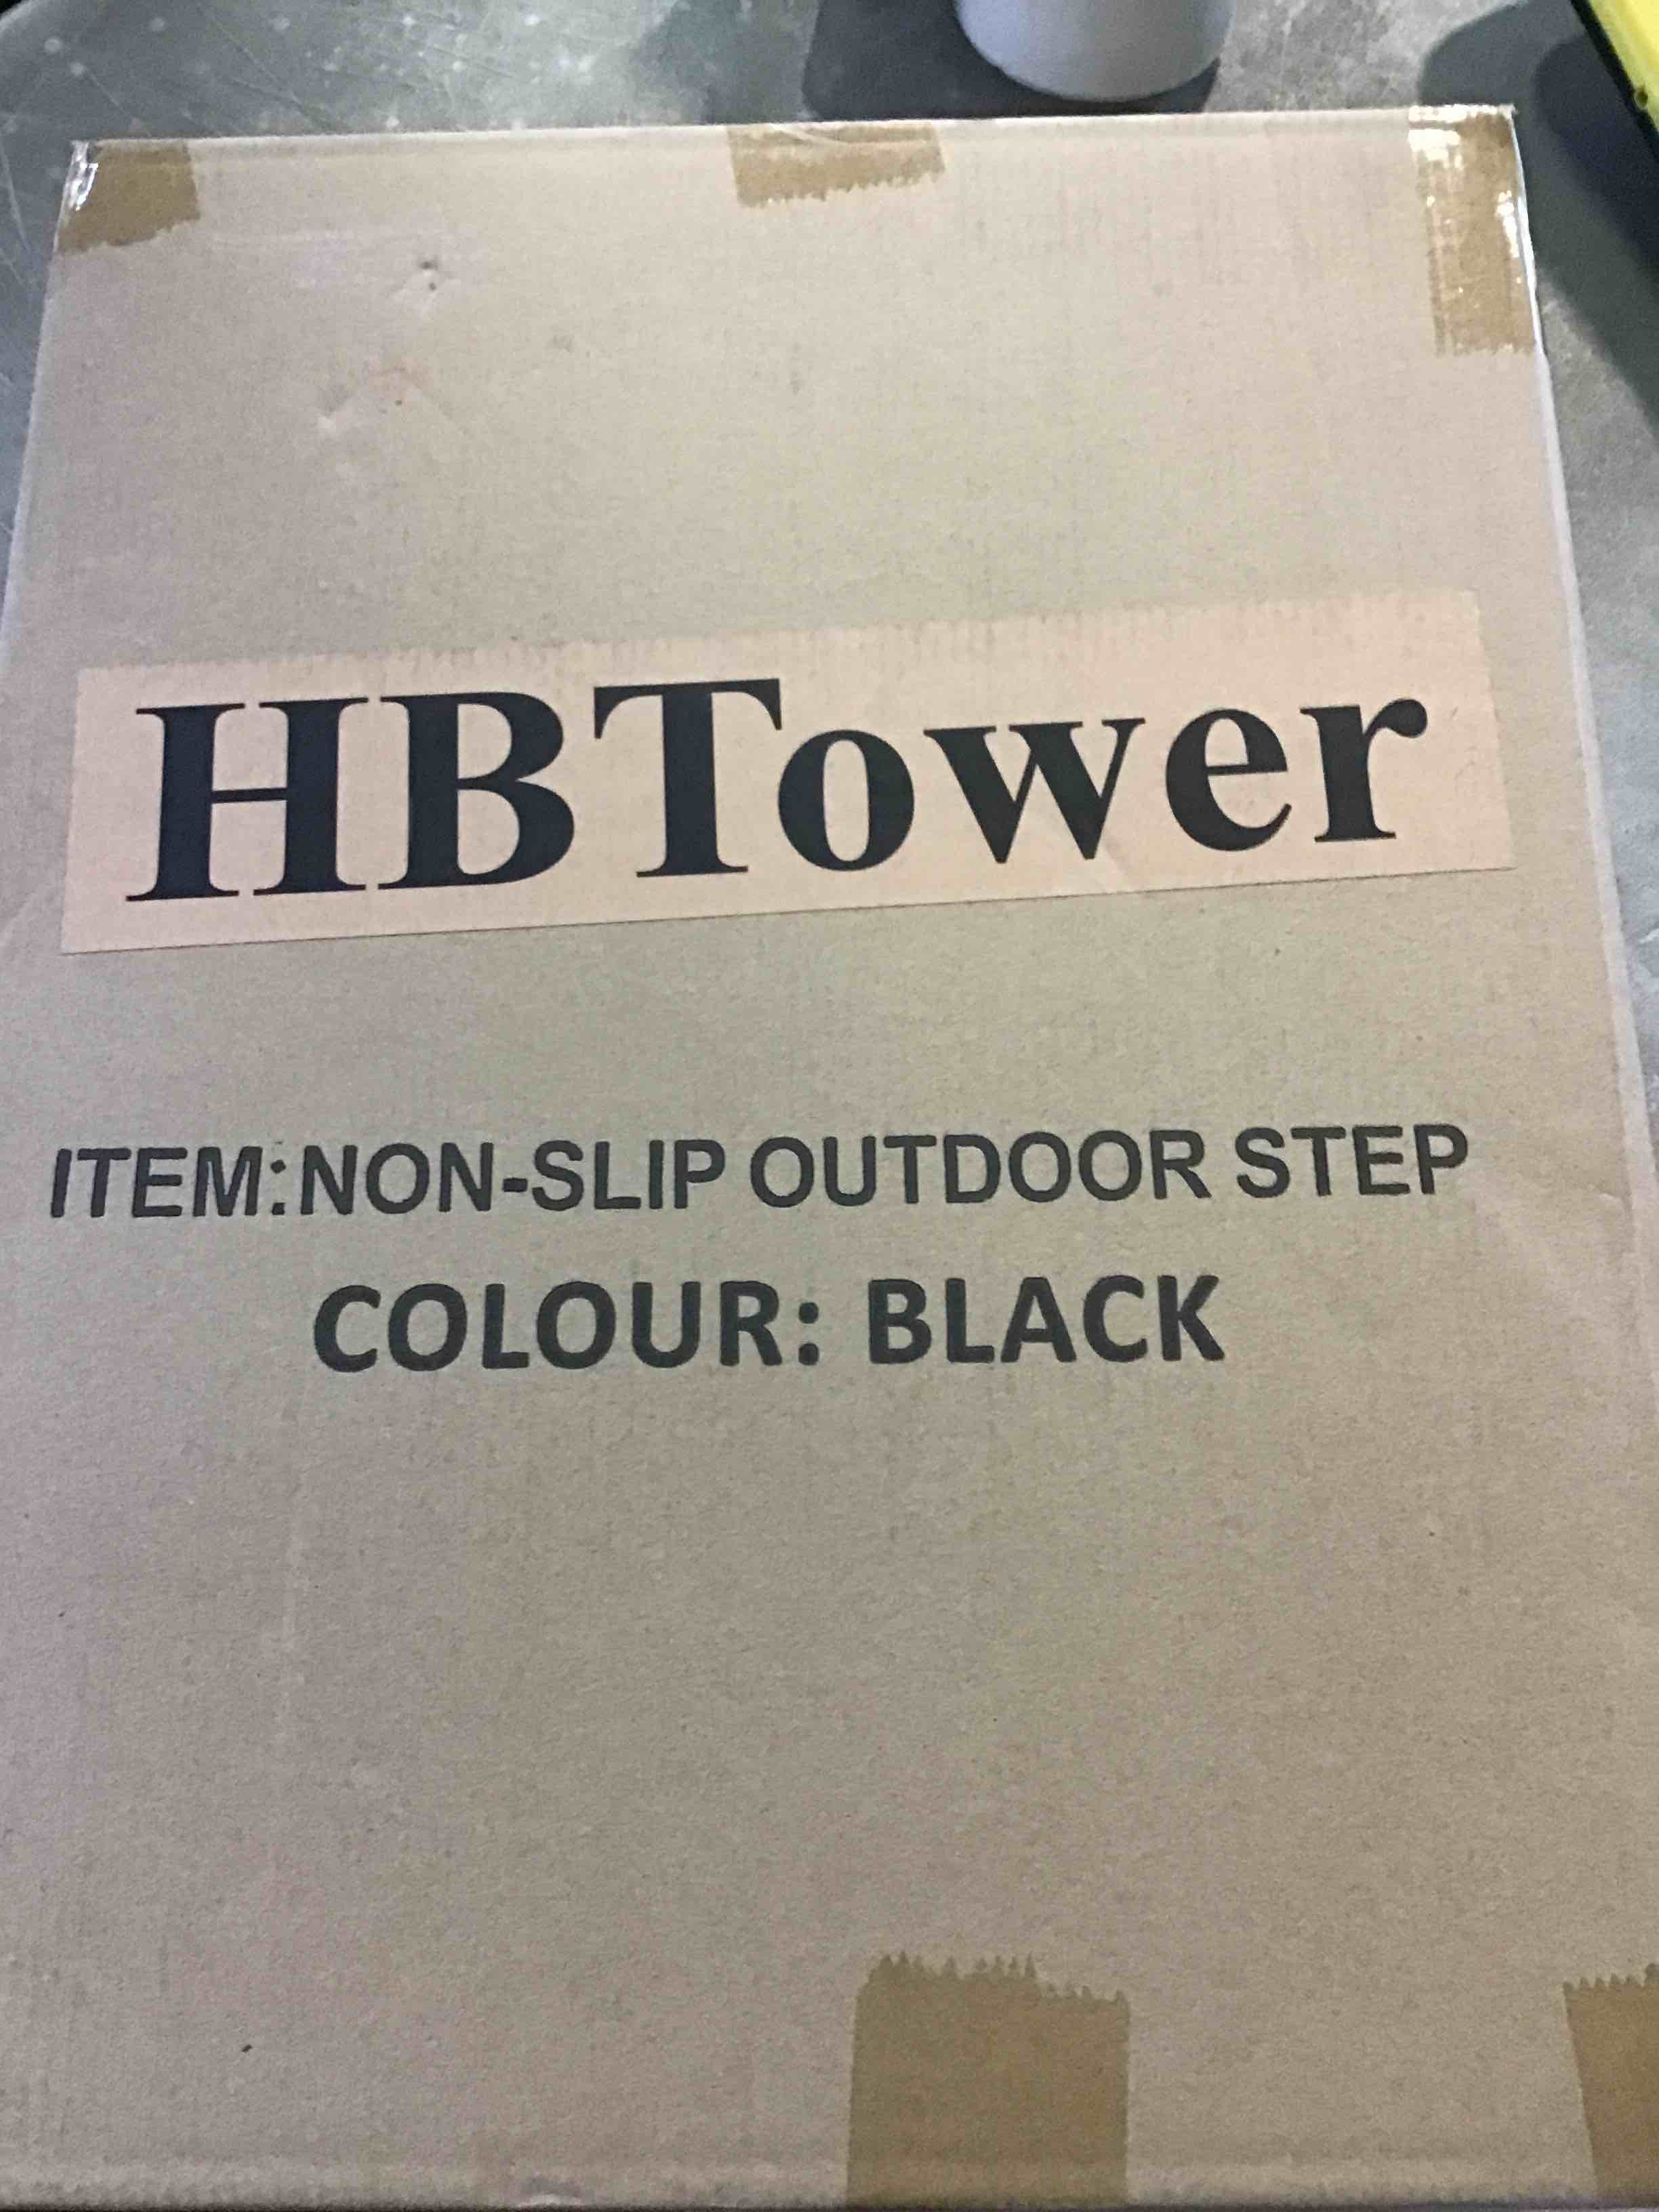 HBTower
ITEM:NON-SLIP OUTDOOR STEP
COLOUR: BLACK